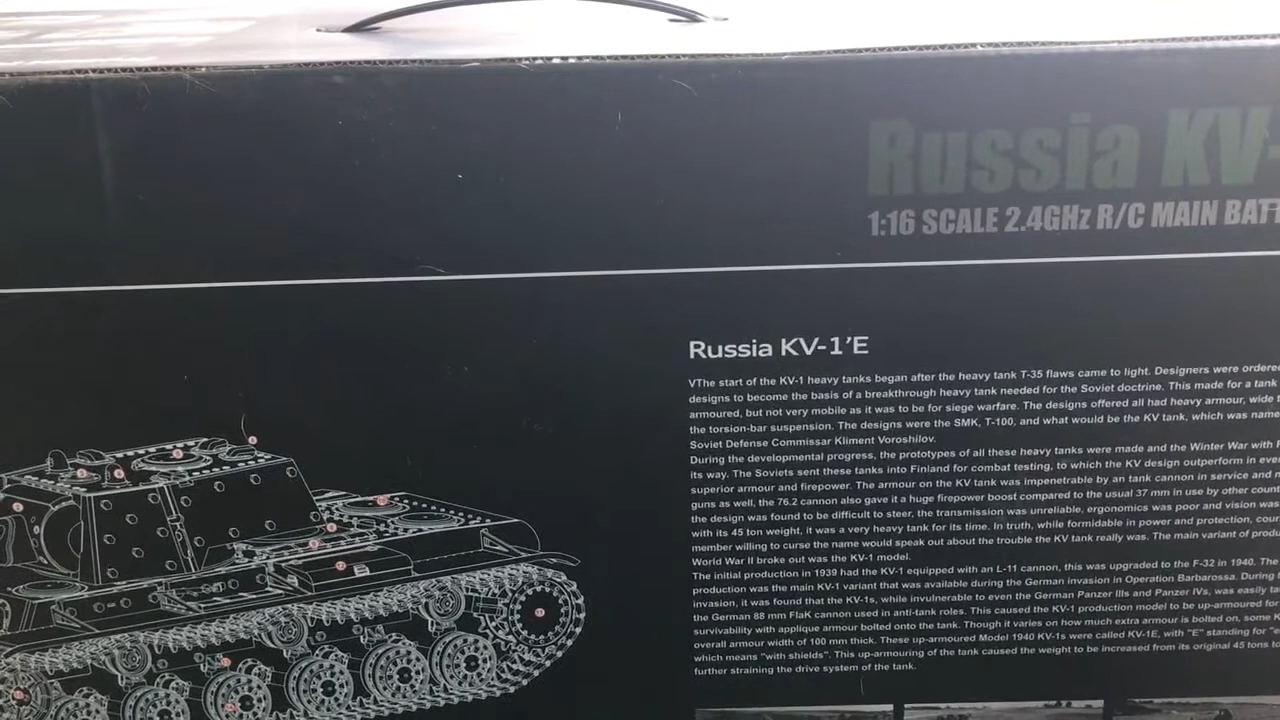 Russia KV-
1:16 SCALE 2.4GHz R/C MAIN BAT
Russia KV-1'E
VThe start of the KV-1 heavy tanks began after the heavy tank T-35 flaws came to light. Designers were ordere
designs to become the basis of a breakthrough heavy tank needed for the Soviet doctrine. This made for a tank
armoured, but not very mobile as it was to be for siege warfare. The designs offered all had heavy armour, wide t
the torsion-bar suspension. The designs were the SMK, T-100, and what would be the KV tank, which was name
Soviet Defense Commissar Kliment Voroshilov.
During the developmental progress, the prototypes of all these heavy tanks were made and the Winter War with F
its way. The Soviets sent these tanks into Finland for combat testing, to which the KV design outperform in eve
superior armour and firepower. The armour on the KV tank was impenetrable by an tank cannon in service and m
guns as well, the 76.2 cannon also gave it a huge firepower boost compared to the usual 37 mm in use by other count
the design was found to be difficult to steer, the transmission was unreliable, ergonomics was poor and vision was
with its 45 ton weight, it was a very heavy tank for its time. In truth, while formidable in power and protection, coun
member willing to curse the name would speak out about the trouble the KV tank really was. The main variant of produ
World War II broke out was the KV-1 model.
The initial production in 1939 had the KV-1 equipped with an L-11 cannon, this was upgraded to the F-32 in 1940. The
production was the main KV-1 variant that was available during the German invasion in Operation Barbarossa. During
invasion, it was found that the KV-1s, while invulnerable to even the German Panzer IIIs and Panzer IVs, was easily ta
the German 88 mm FlaK cannon used in anti-tank roles. This caused the KV-1 production model to be up-armoured for
survivability with applique armour bolted onto the tank. Though it varies on how much extra armour is bolted on, some K
overall armour width of 100 mm thick. These up-armoured Model 1940 KV-1s were called KV-1E, with "E" standing for "e
which means "with shields". This up-armouring of the tank caused the weight to be increased from its original 45 tons to
further straining the drive system of the tank.